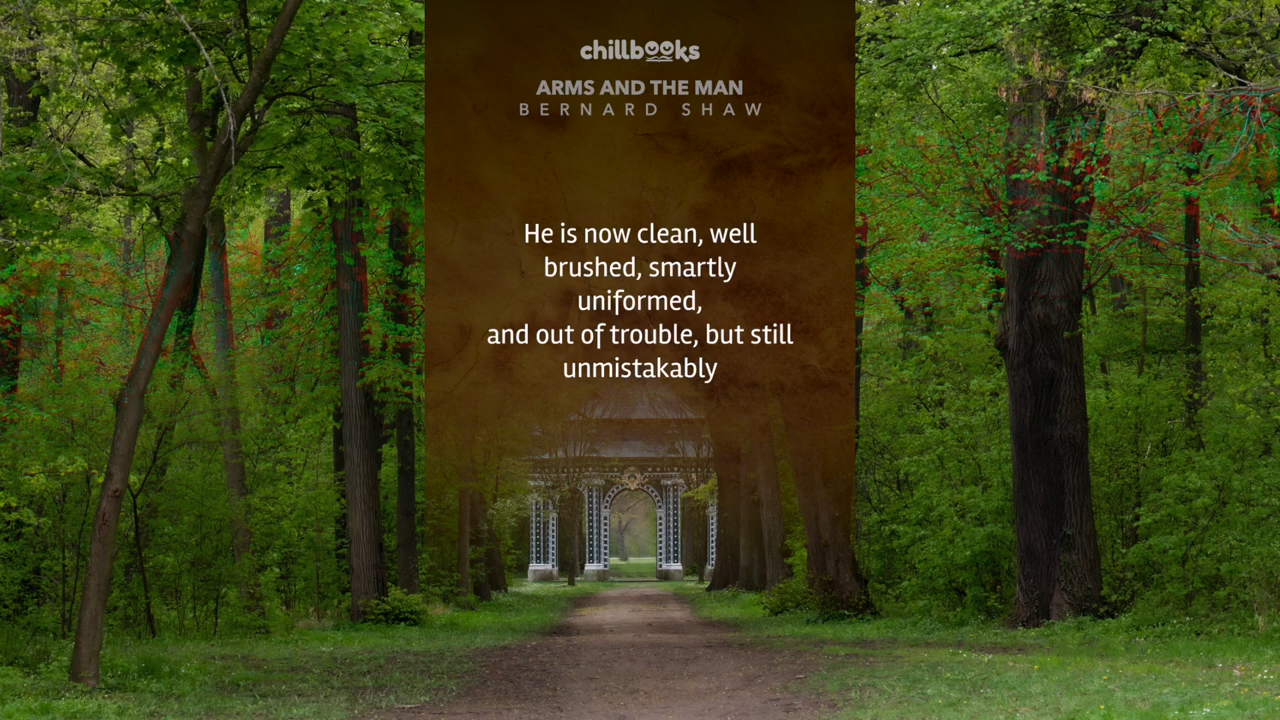 chillbooks
ARMS AND THE MAN
BERNARD SHAW
He is now clean, well
brushed, smartly
uniformed,
and out of trouble, but still
unmistakably